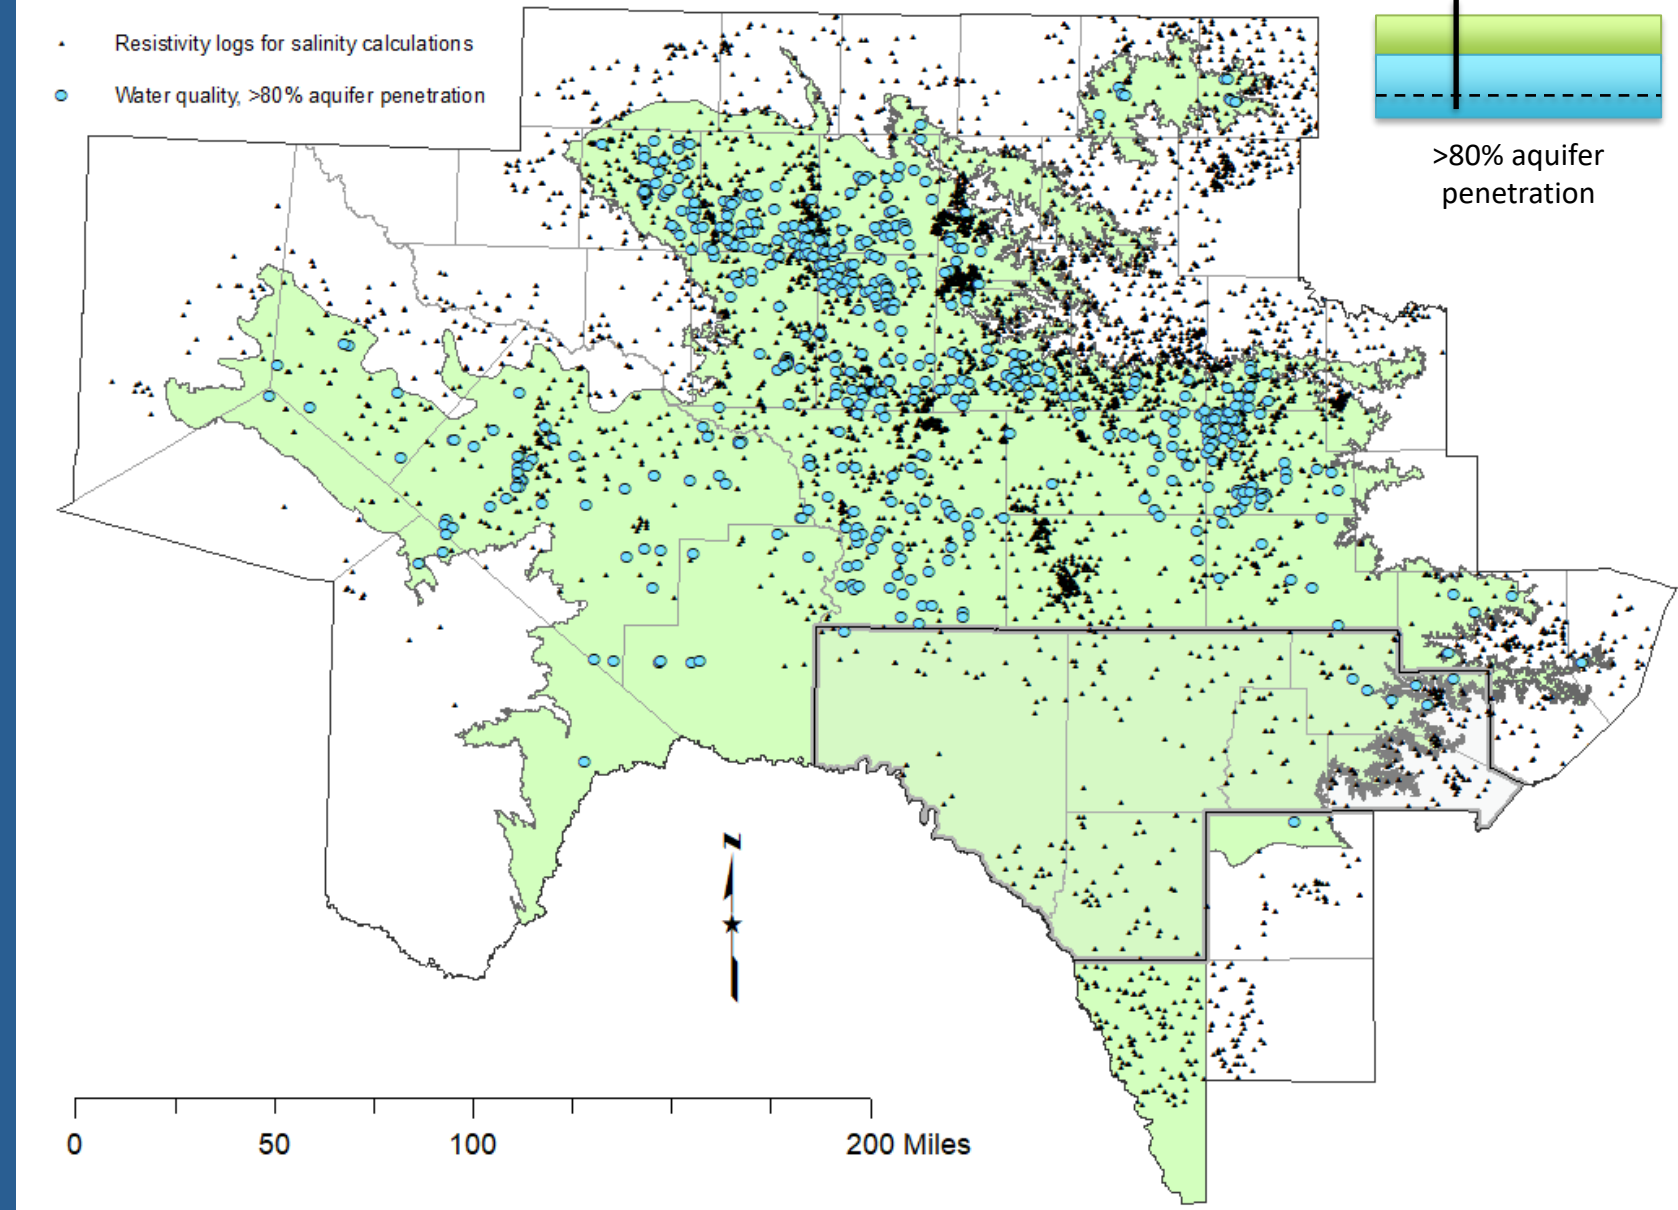 Resistivity logs for salinity calculations
Water quality, >80% aquifer penetration
>80% aquifer
penetration
N
0 50 100 200 Miles